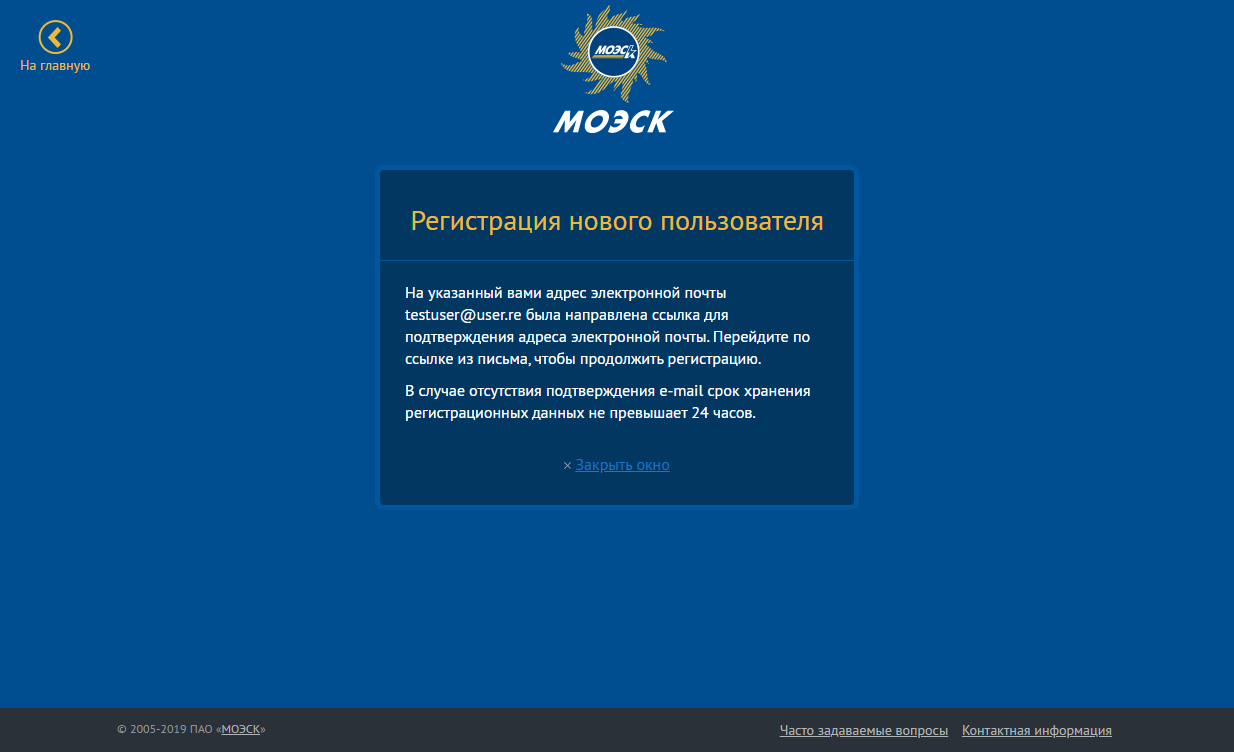 На главную
МОЭСК
МОЭСК
Регистрация нового пользователя
На указанный вами адрес электронной почты
testuser@user.re была направлена ссылка для
подтверждения адреса электронной почты. Перейдите по
ссылке из письма, чтобы продолжить регистрацию.
В случае отсутствия подтверждения e-mail срок хранения
регистрационных данных не превышает 24 часов.
× Закрыть окно
© 2005-2019 ПАО «МОЭСК»
Часто задаваемые вопросы Контактная информация